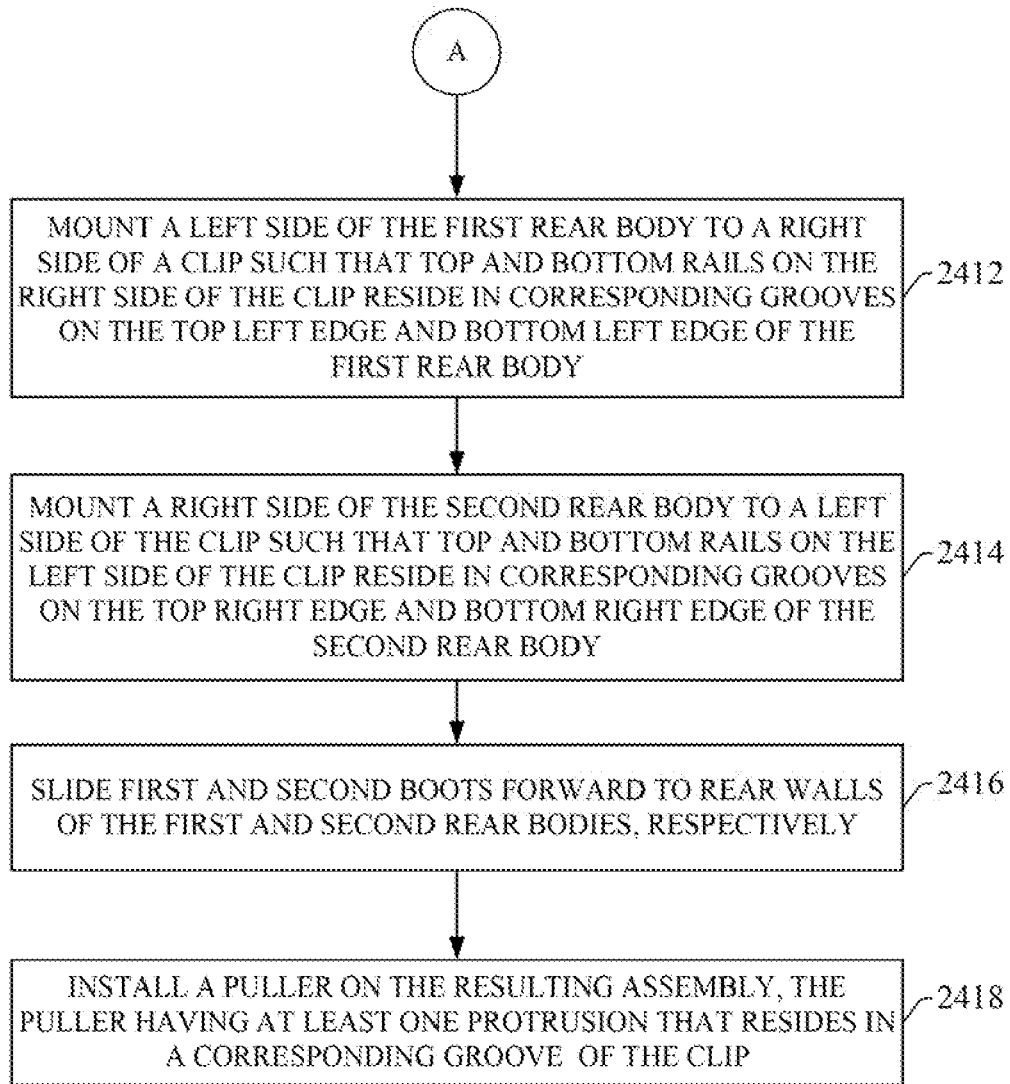 A
MOUNT A LEFT SIDE OF THE FIRST REAR BODY TO A RIGHT
SIDE OF A CLIP SUCH THAT TOP AND BOTTOM RAILS ON THE
RIGHT SIDE OF THE CLIP RESIDE IN CORRESPONDING GROOVES
ON THE TOP LEFT EDGE AND BOTTOM LEFT EDGE OF THE
FIRST REAR BODY
2412
MOUNT A RIGHT SIDE OF THE SECOND REAR BODY TO A LEFT
SIDE OF THE CLIP SUCH THAT TOP AND BOTTOM RAILS ON THE
LEFT SIDE OF THE CLIP RESIDE IN CORRESPONDING GROOVES
ON THE TOP RIGHT EDGE AND BOTTOM RIGHT EDGE OF THE
SECOND REAR BODY
2414
SLIDE FIRST AND SECOND BOOTS FORWARD TO REAR WALLS
OF THE FIRST AND SECOND REAR BODIES, RESPECTIVELY
2416
INSTALL A PULLER ON THE RESULTING ASSEMBLY, THE
PULLER HAVING AT LEAST ONE PROTRUSION THAT RESIDES IN
A CORRESPONDING GROOVE OF THE CLIP
2418